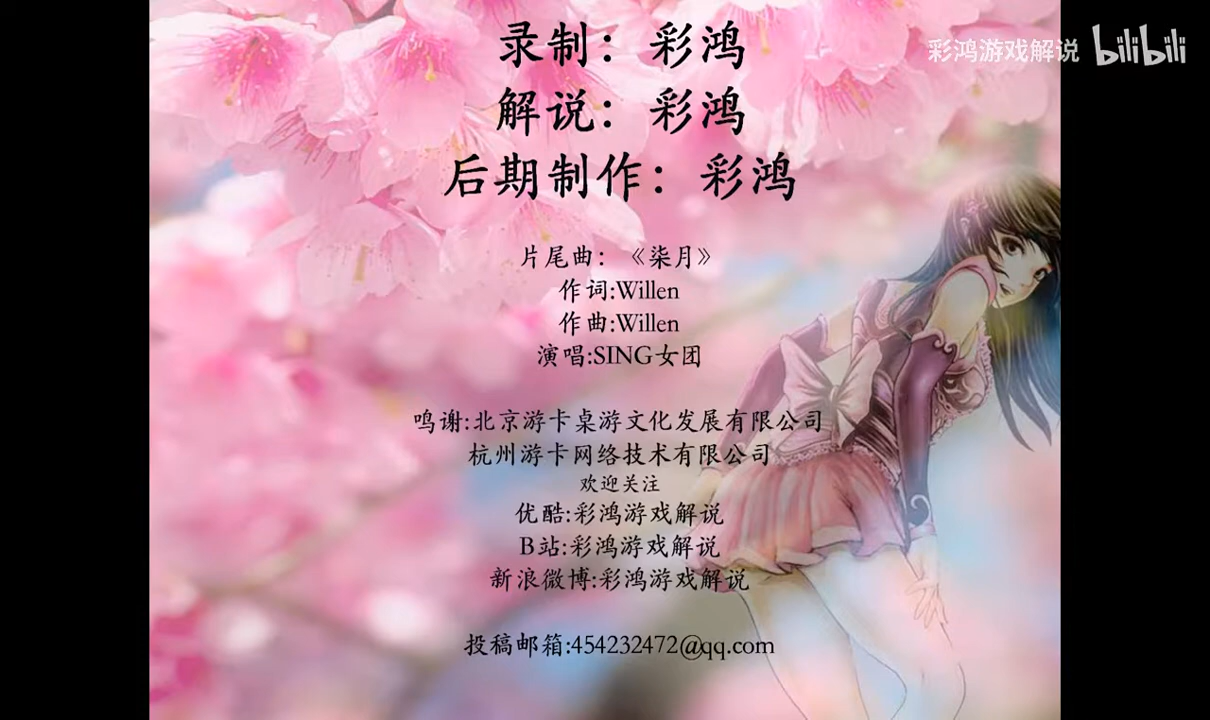 彩鸿游戏解说 bilibili
录制：彩鸿
解说：彩鸿
后期制作：彩鸿
片尾曲：《柒月》
作词:Willen
作曲:Willen
演唱:SING女团
鸣谢:北京游卡桌游文化发展有限公司
杭州游卡网络技术有限公司
欢迎关注
优酷:彩鸿游戏解说
B站:彩鸿游戏解说
新浪微博:彩鸿游戏解说
投稿邮箱:454232472@qq.com